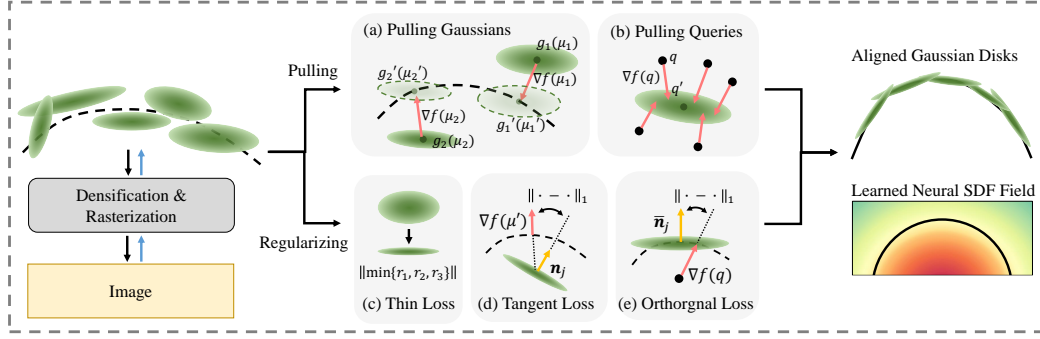 Densification &
Rasterization
Image
Pulling
Regularizing
(a) Pulling Gaussians
g₁(μ₁)
∇f(μ₁)
g₂′(μ₂′)
∇f(μ₂)
g₁′(μ₁′)
g₂(μ₂)
(b) Pulling Queries
q
∇f(q)
q′
‖min{r₁, r₂, r₃}‖
(c) Thin Loss
‖ · − · ‖₁
∇f(μ′)
n_j
(d) Tangent Loss
‖ · − · ‖₁
n̅_j
∇f(q)
(e) Orthorgnal Loss
Aligned Gaussian Disks
Learned Neural SDF Field